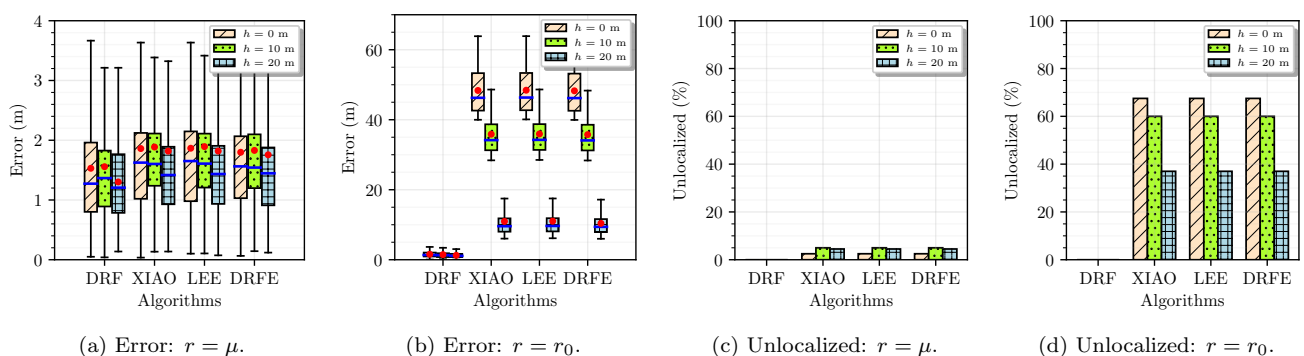 4
3
2
1
0
Error (m)
h = 0 m
h = 10 m
h = 20 m
DRF XIAO LEE DRFE
Algorithms
(a) Error: r = μ.
60
40
20
0
Error (m)
h = 0 m
h = 10 m
h = 20 m
DRF XIAO LEE DRFE
Algorithms
(b) Error: r = r₀.
100
80
60
40
20
0
Unlocalized (%)
h = 0 m
h = 10 m
h = 20 m
DRF XIAO LEE DRFE
Algorithms
(c) Unlocalized: r = μ.
100
80
60
40
20
0
Unlocalized (%)
h = 0 m
h = 10 m
h = 20 m
DRF XIAO LEE DRFE
Algorithms
(d) Unlocalized: r = r₀.